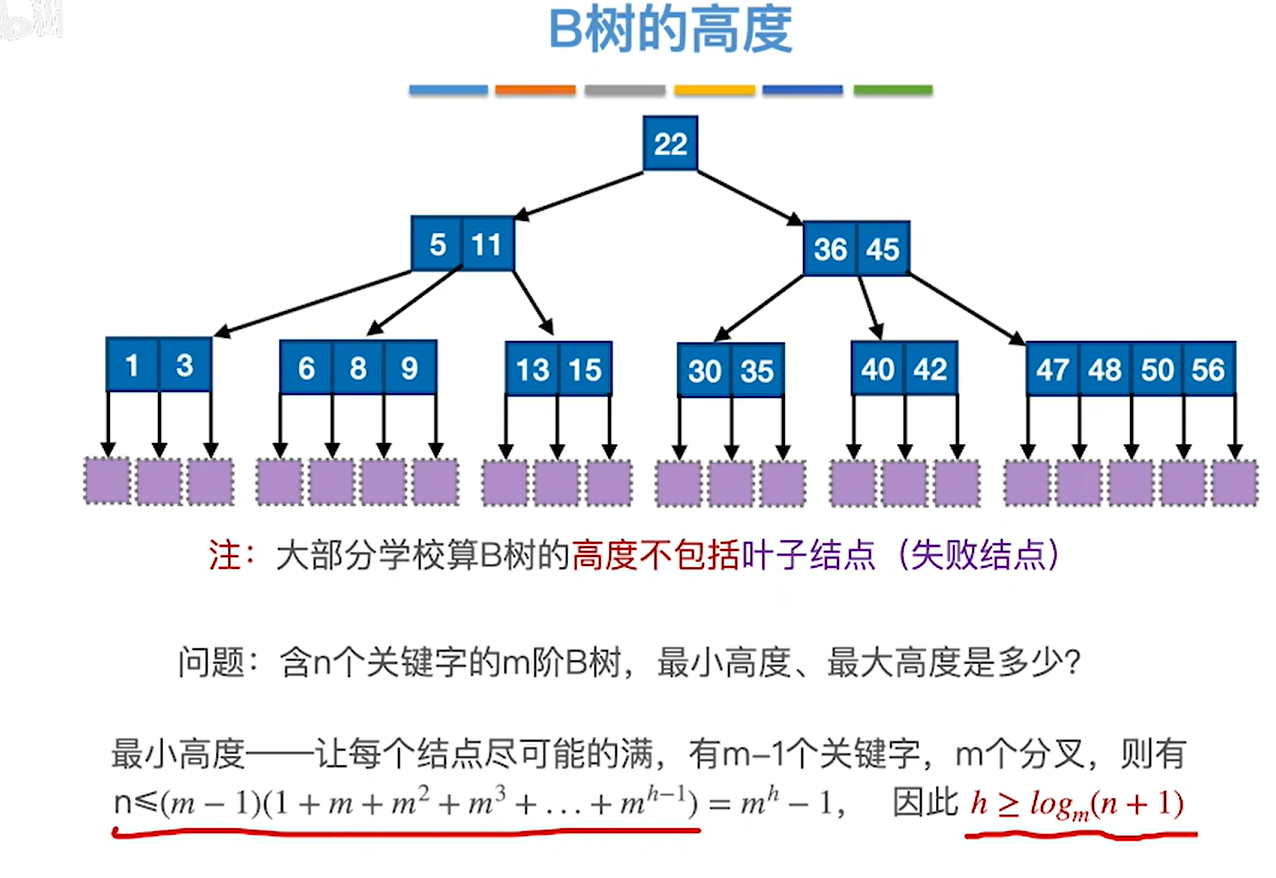 B树的高度
22
5 11
36 45
1 3
6 8 9
13 15
30 35
40 42
47 48 50 56
注：大部分学校算B树的高度不包括叶子结点（失败结点）
问题：含n个关键字的m阶B树，最小高度、最大高度是多少？
最小高度——让每个结点尽可能的满，有m–1个关键字，m个分叉，则有
n≤(m − 1)(1 + m + m² + m³ + … + mʰ⁻¹) = mʰ − 1， 因此 h ≥ logₘ(n + 1)